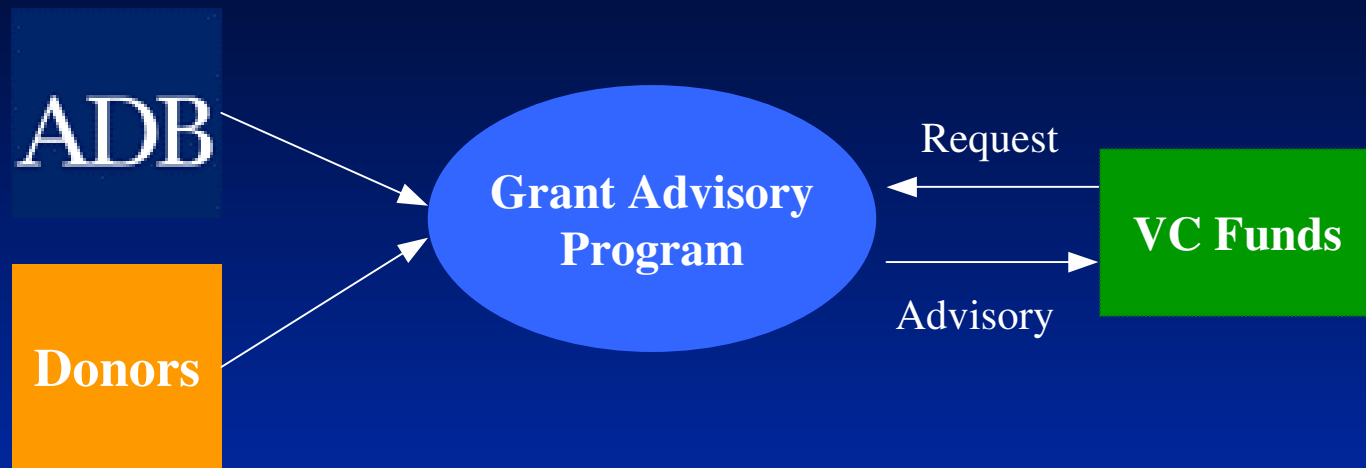 ADB
Grant Advisory
Program
Request
VC Funds
Advisory
Donors